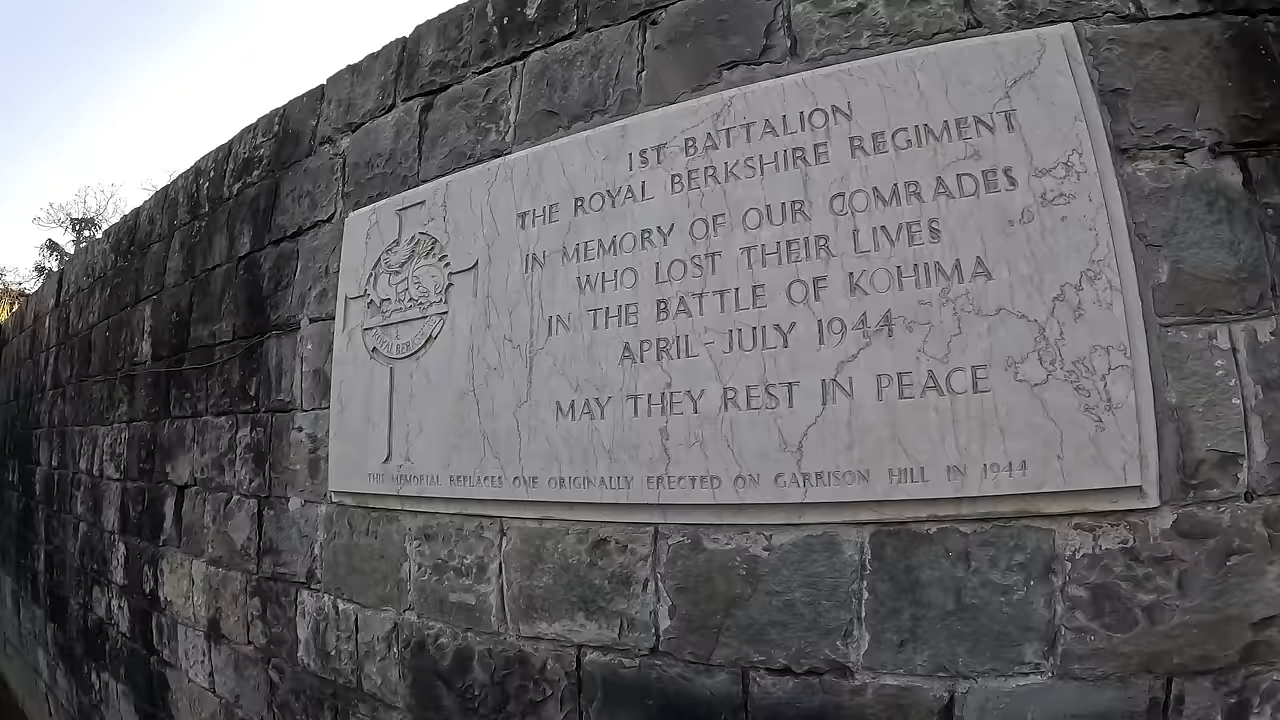 1ST BATTALION
THE ROYAL BERKSHIRE REGIMENT
IN MEMORY OF OUR COMRADES
WHO LOST THEIR LIVES
IN THE BATTLE OF KOHIMA
APRIL-JULY 1944
MAY THEY REST IN PEACE
ROYAL BERKSHIRE
THIS MEMORIAL REPLACES ONE ORIGINALLY ERECTED ON GARRISON HILL IN 1944